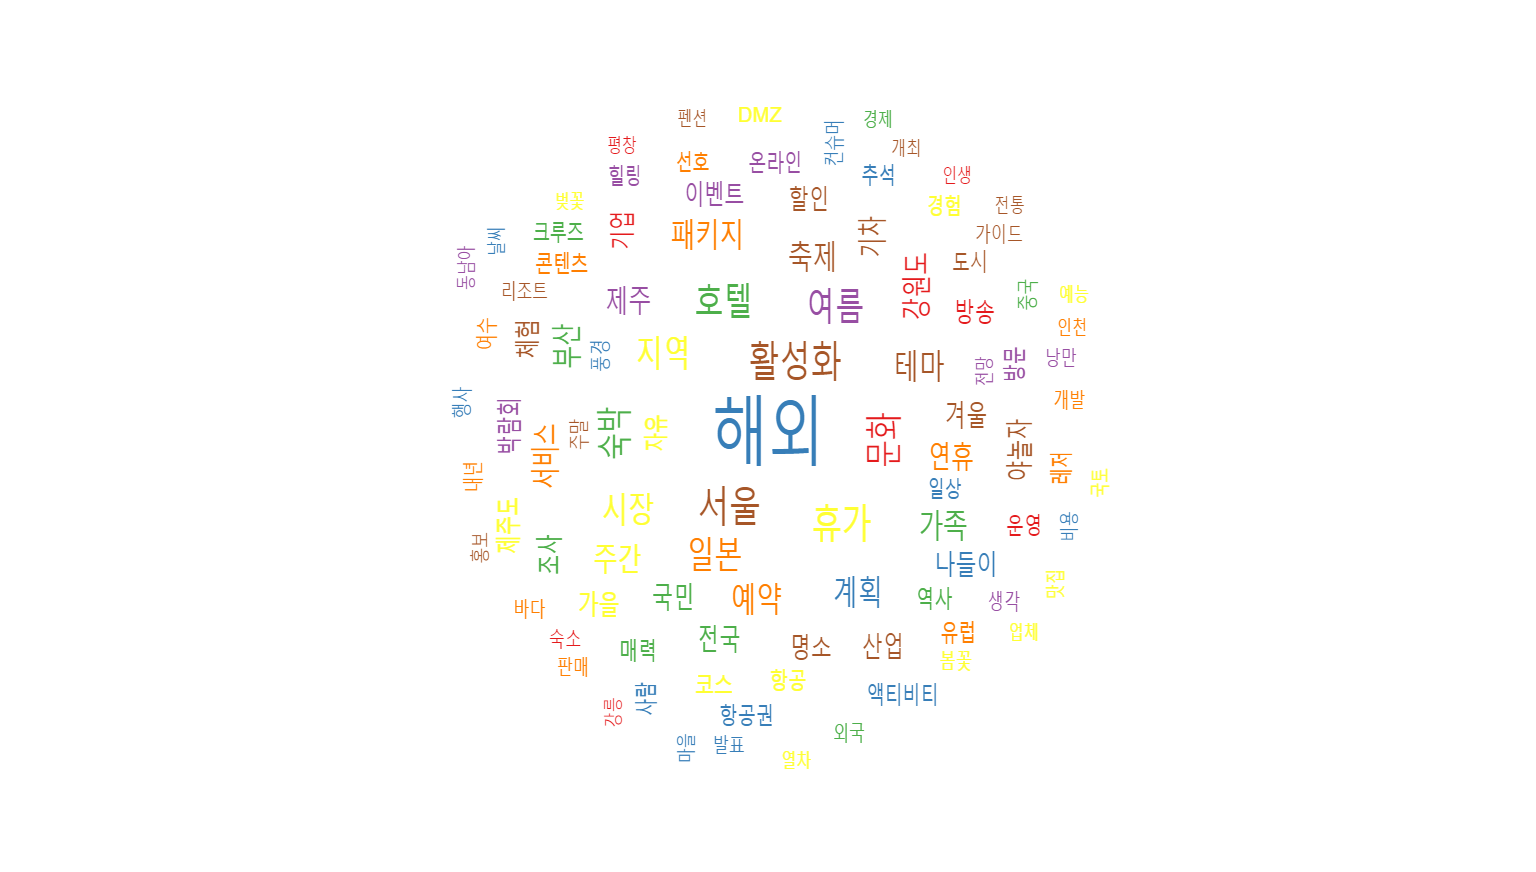 펜션
DMZ
컨슈머
경제
평창
개최
힐링
선호
온라인
추석
인생
벚꽃
이벤트
할인
경험
전통
크루즈
기업
패키지
기차
가이드
날씨
동남아
콘텐츠
축제
도시
리조트
제주
호텔
여름
강원도
방송
중국
예능
여수
체험
부산
풍경
지역
활성화
테마
전망
방문
낭만
인천
행사
박람회
주말
숙박
자유
해외
문화
겨울
야놀자
개발
내년
서비스
연휴
레저
국토
제주도
시장
서울
휴가
일상
가족
운영
비용
홍보
조사
주간
일본
나들이
바다
가을
국민
예약
계획
역사
생각
맛집
숙소
판매
매력
전국
명소
산업
유럽
업체
봄꽃
강릉
사람
코스
항공
액티비티
항공권
마을
발표
외국
열차